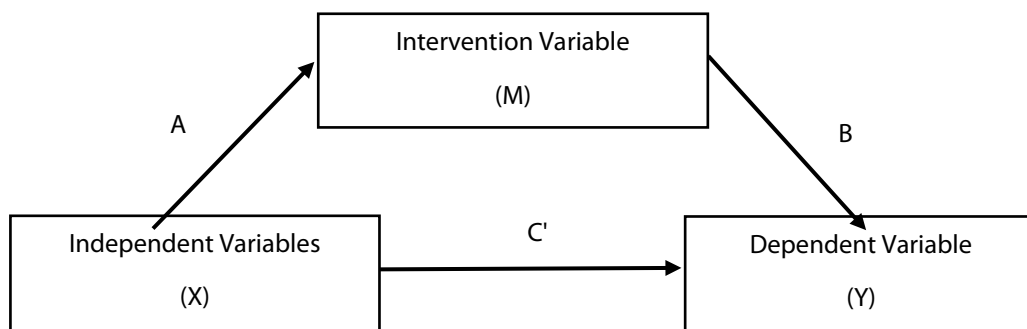 Intervention Variable
(M)
A
B
Independent Variables
(X)
C'
Dependent Variable
(Y)